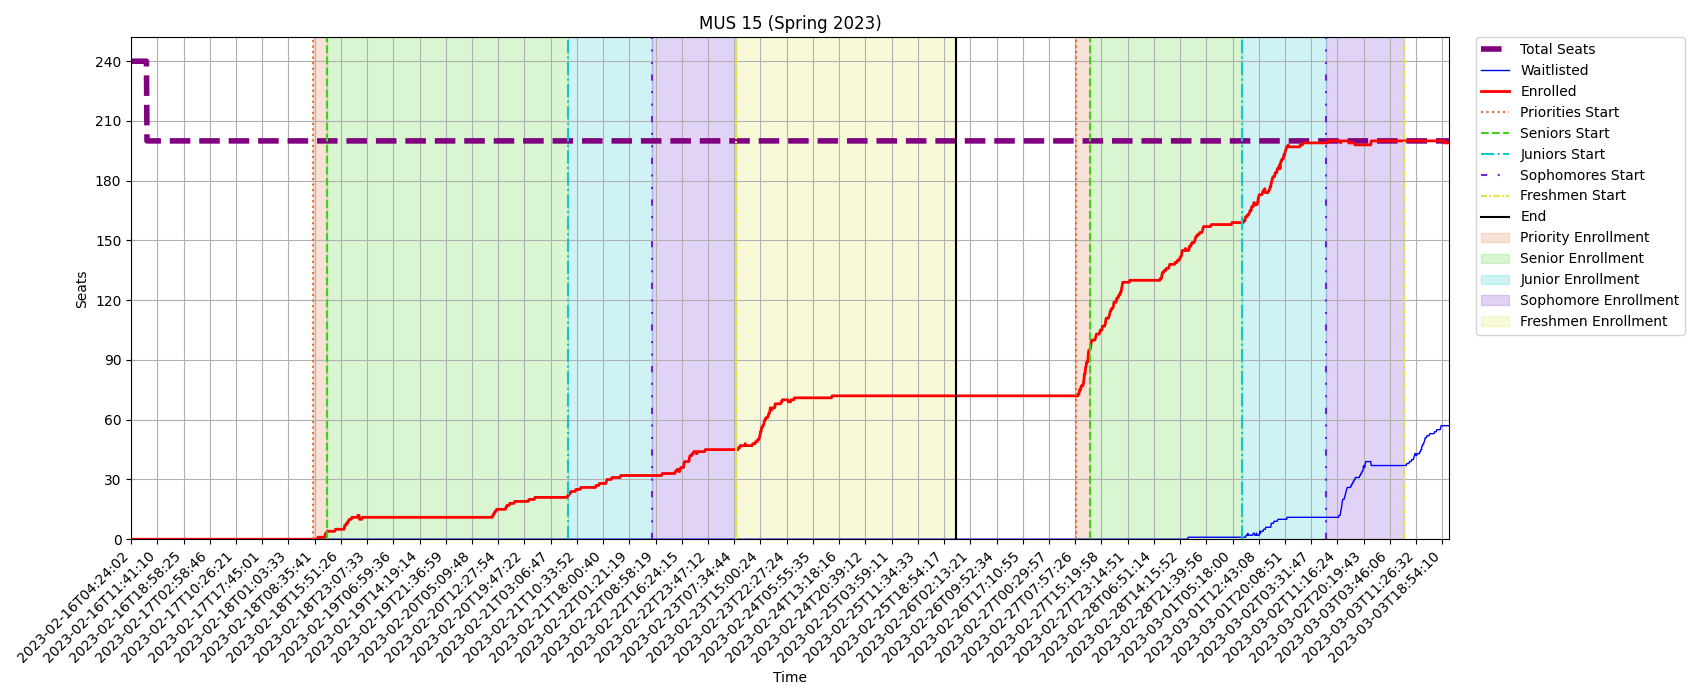 MUS 15 (Spring 2023)
Seats
240
210
180
150
120
90
60
30
0
2023-02-16T04:24:02
2023-02-16T11:41:10
2023-02-16T18:58:25
2023-02-17T02:58:46
2023-02-17T10:26:21
2023-02-17T17:45:01
2023-02-18T01:03:33
2023-02-18T08:35:41
2023-02-18T15:51:26
2023-02-18T23:07:33
2023-02-19T06:59:36
2023-02-19T14:19:14
2023-02-19T21:36:59
2023-02-20T05:09:48
2023-02-20T12:27:54
2023-02-20T19:47:22
2023-02-21T03:06:47
2023-02-21T10:33:52
2023-02-21T18:00:40
2023-02-22T01:21:19
2023-02-22T08:58:19
2023-02-22T16:24:15
2023-02-22T23:47:12
2023-02-23T07:34:44
2023-02-23T15:00:24
2023-02-23T22:27:24
2023-02-24T05:55:35
2023-02-24T13:18:16
2023-02-24T20:39:12
2023-02-25T03:59:11
2023-02-25T11:34:33
2023-02-25T18:54:17
2023-02-26T02:13:21
2023-02-26T09:52:34
2023-02-26T17:10:55
2023-02-27T00:29:57
2023-02-27T07:57:26
2023-02-27T15:19:58
2023-02-27T23:14:51
2023-02-28T06:51:14
2023-02-28T14:15:52
2023-02-28T21:39:56
2023-03-01T05:18:00
2023-03-01T12:43:08
2023-03-01T20:08:51
2023-03-02T03:31:47
2023-03-02T11:16:24
2023-03-02T20:19:43
2023-03-03T03:46:06
2023-03-03T11:26:32
2023-03-03T18:54:10
Time
Total Seats
Waitlisted
Enrolled
Priorities Start
Seniors Start
Juniors Start
Sophomores Start
Freshmen Start
End
Priority Enrollment
Senior Enrollment
Junior Enrollment
Sophomore Enrollment
Freshmen Enrollment